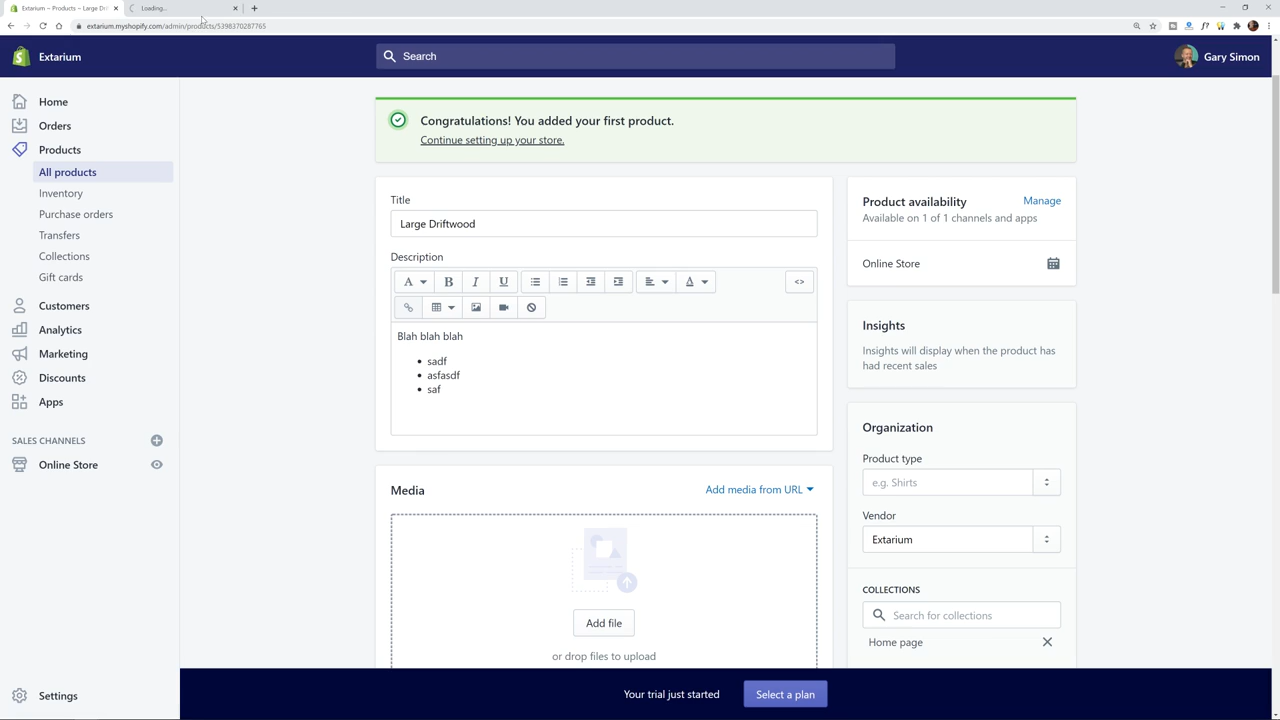 Extarium ~ Products ~ Large Dri
Loading...
extarium.myshopify.com/admin/products/5398370287765
Extarium
Search
Gary Simon
Home
Orders
Products
All products
Inventory
Purchase orders
Transfers
Collections
Gift cards
Customers
Analytics
Marketing
Discounts
Apps
SALES CHANNELS
Online Store
Settings
Congratulations! You added your first product.
Continue setting up your store.
Title
Large Driftwood
Description
A
B
I
U
A
<>
Blah blah blah
• sadf
• asfasdf
• saf
Media
Add media from URL
Add file
or drop files to upload
Product availability
Manage
Available on 1 of 1 channels and apps
Online Store
Insights
Insights will display when the product has
had recent sales
Organization
Product type
e.g. Shirts
Vendor
Extarium
COLLECTIONS
Search for collections
Home page
Your trial just started
Select a plan